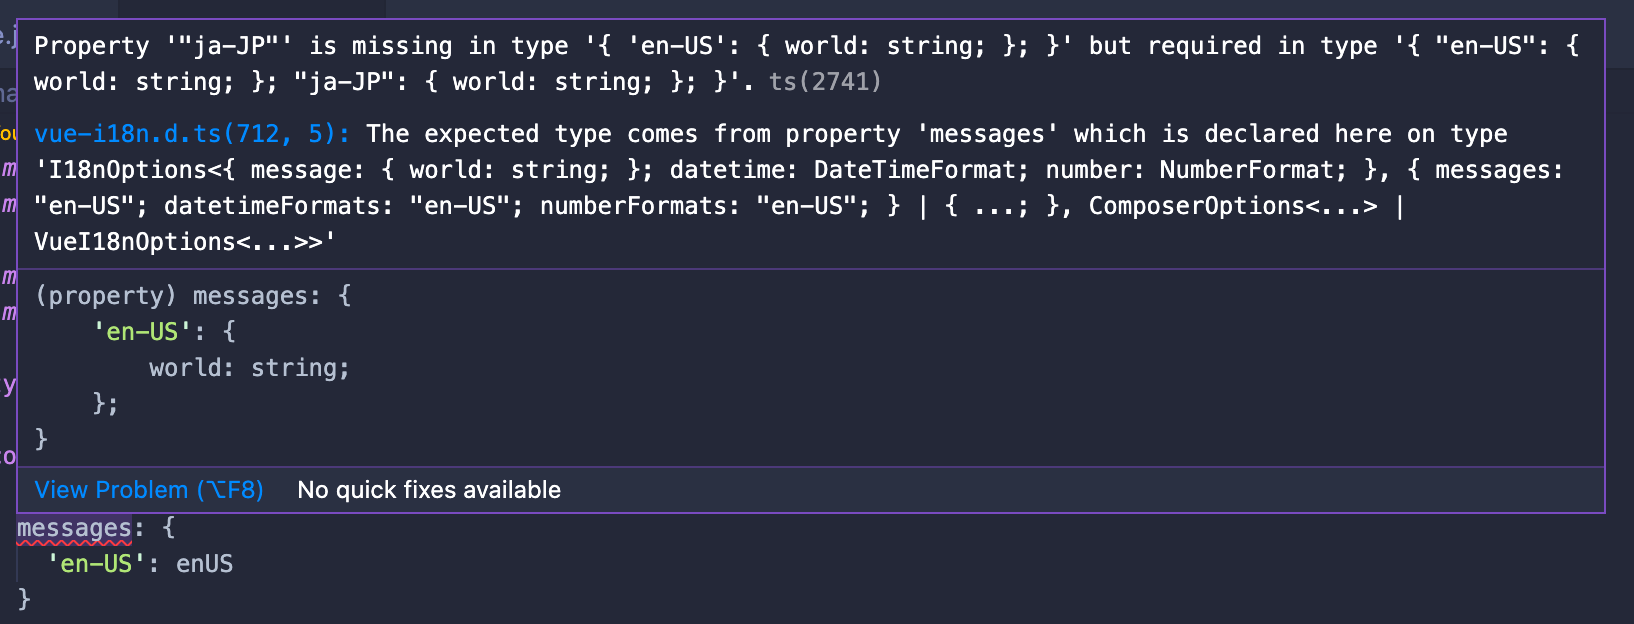 Property '"ja-JP"' is missing in type '{ 'en-US': { world: string; }; }' but required in type '{ "en-US": {
world: string; }; "ja-JP": { world: string; }; }'. ts(2741)
vue-i18n.d.ts(712, 5): The expected type comes from property 'messages' which is declared here on type
'I18nOptions<{ message: { world: string; }; datetime: DateTimeFormat; number: NumberFormat; }, { messages:
"en-US"; datetimeFormats: "en-US"; numberFormats: "en-US"; } | { ...; }, ComposerOptions<...> |
VueI18nOptions<...>>'
(property) messages: {
'en-US': {
world: string;
};
}
View Problem (⌥F8) No quick fixes available
messages: {
'en-US': enUS
}